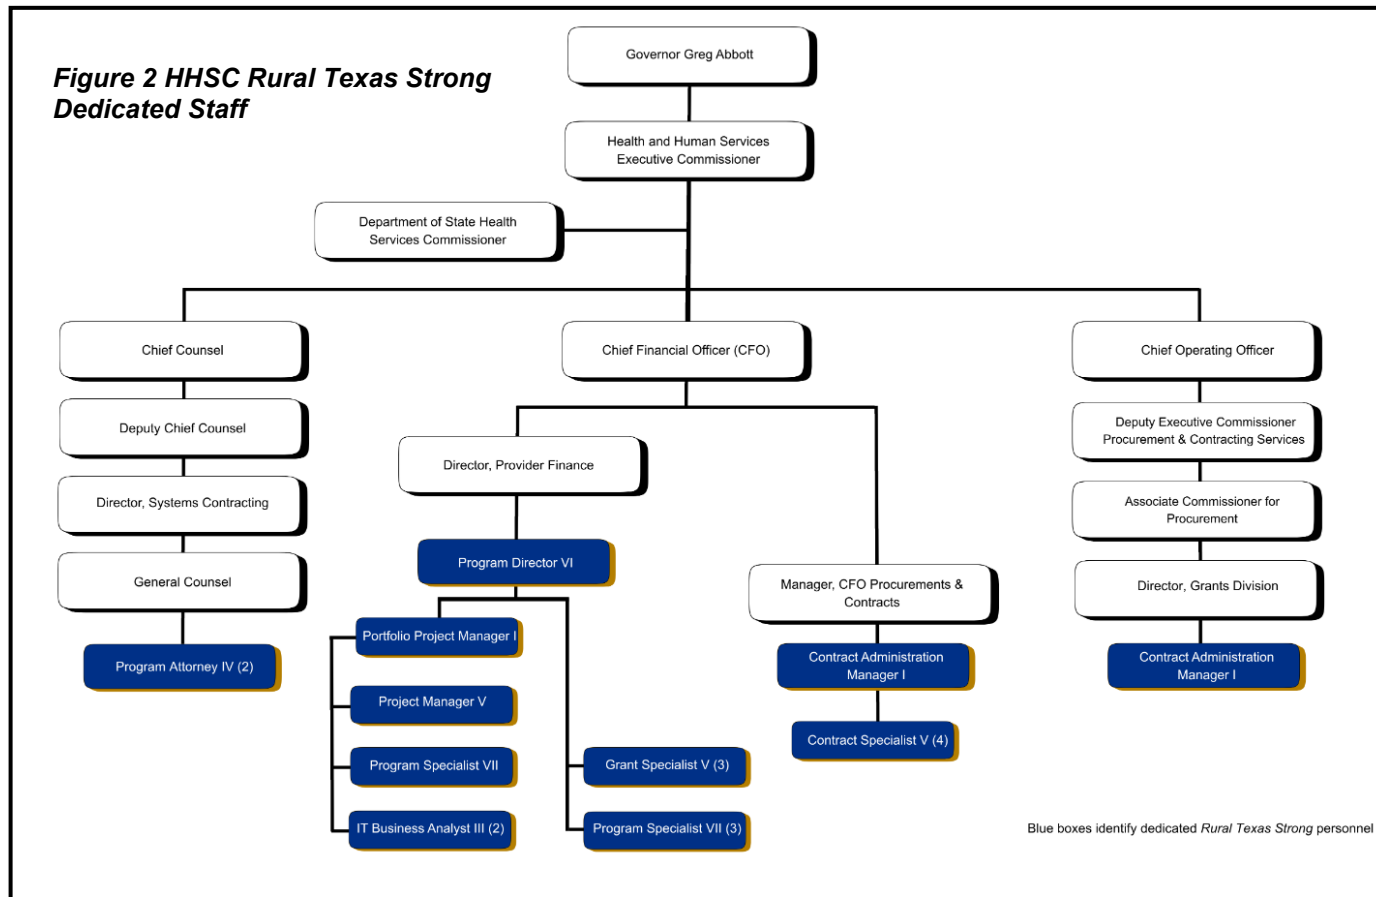 Figure 2 HHSC Rural Texas Strong
Dedicated Staff
Governor Greg Abbott
Health and Human Services
Executive Commissioner
Department of State Health
Services Commissioner
Chief Counsel
Chief Financial Officer (CFO)
Chief Operating Officer
Deputy Chief Counsel
Deputy Executive Commissioner
Procurement & Contracting Services
Director, Provider Finance
Director, Systems Contracting
Associate Commissioner for
Procurement
Program Director VI
General Counsel
Manager, CFO Procurements &
Contracts
Director, Grants Division
Portfolio Project Manager I
Program Attorney IV (2)
Contract Administration
Manager I
Contract Administration
Manager I
Project Manager V
Contract Specialist V (4)
Program Specialist VII
Grant Specialist V (3)
IT Business Analyst III (2)
Program Specialist VII (3)
Blue boxes identify dedicated Rural Texas Strong personnel